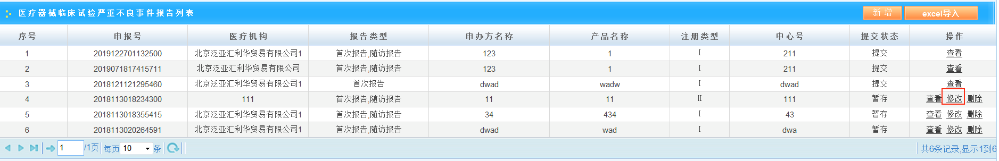 医疗器械临床试验严重不良事件报告列表 新 增 excel导入
序号 申报号 医疗机构 报告类型 申办方名称 产品名称 注册类型 中心号 提交状态 操作
1 2019122701132500 北京泛亚汇利华贸易有限公司1 首次报告,随访报告 123 1 I 211 提交 查看
2 2019071817415711 北京泛亚汇利华贸易有限公司 首次报告,随访报告 123 1 I 211 提交 查看
3 2018121121295460 北京泛亚汇利华贸易有限公司1 首次报告 dwad wadw I dwad 提交 查看
4 2018113018234300 111 首次报告,随访报告 11 11 II 111 暂存 查看 修改 删除
5 2018113018355415 北京泛亚汇利华贸易有限公司1 首次报告,随访报告 34 434 I 43 暂存 查看 修改 删除
6 2018113020264591 北京泛亚汇利华贸易有限公司1 首次报告,随访报告 dwad wad I dwa 暂存 查看 修改 删除
1 /1页 每页 10 条 共6条记录,显示1到6